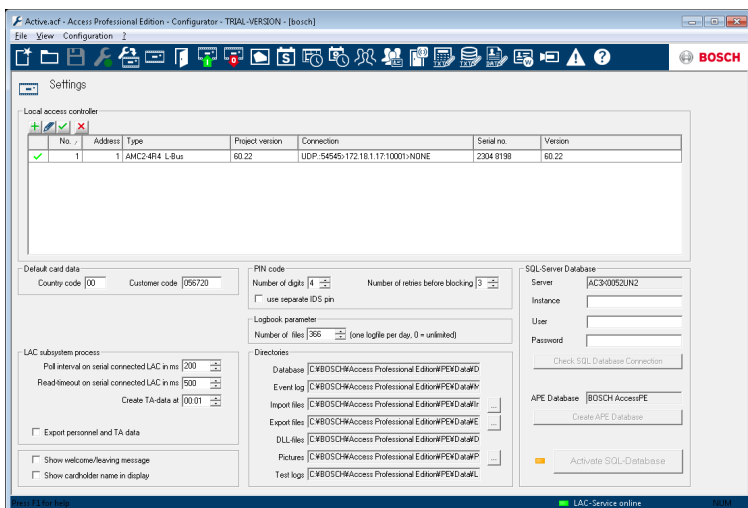 Active.acf - Access Professional Edition - Configurator - TRIAL-VERSION - [bosch]
File View Configuration ?
BOSCH
Settings
Local access controller
No. / Address Type Project version Connection Serial no. Version
1 1 AMC2-4R4 L-Bus 60.22 UDP::54545>172.18.1.17:10001>NONE 2304 8198 60.22
Default card data
Country code 00 Customer code 056720
PIN code
Number of digits 4 Number of retries before blocking 3
use separate IDS pin
Logbook parameter
Number of files 366 (one logfile per day, 0 = unlimited)
SQL-Server Database
Server AC3X0052UN2
Instance
User
Password
Check SQL Database Connection
APE Database BOSCH AccessPE
Create APE Database
Activate SQL-Database
LAC subsystem process
Poll interval on serial connected LAC in ms 200
Read-timeout on serial connected LAC in ms 500
Create TA-data at 00:01
Export personnel and TA data
Show welcome/leaving message
Show cardholder name in display
Directories
Database C:¥BOSCH¥Access Professional Edition¥PE¥Data¥D
Event log C:¥BOSCH¥Access Professional Edition¥PE¥Data¥M
Import files C:¥BOSCH¥Access Professional Edition¥PE¥Data¥Ir ...
Export files C:¥BOSCH¥Access Professional Edition¥PE¥Data¥E ...
DLL-files C:¥BOSCH¥Access Professional Edition¥PE¥Data¥D
Pictures C:¥BOSCH¥Access Professional Edition¥PE¥Data¥P ...
Test logs C:¥BOSCH¥Access Professional Edition¥PE¥Data¥L
Press F1 for help LAC-Service online NUM